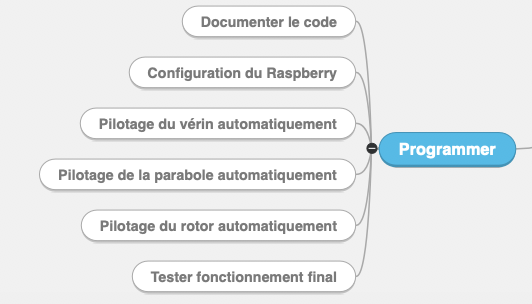 Documenter le code
Configuration du Raspberry
Pilotage du vérin automatiquement
Programmer
Pilotage de la parabole automatiquement
Pilotage du rotor automatiquement
Tester fonctionnement final